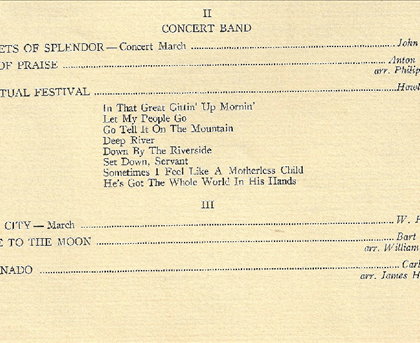 II
CONCERT BAND
ETS OF SPLENDOR—Concert March ........ John
OF PRAISE ........ Anton
arr. Philip
TUAL FESTIVAL ........ Howl
In That Great Gittin' Up Mornin'
Let My People Go
Go Tell It On The Mountain
Deep River
Down By The Riverside
Set Down, Servant
Sometimes I Feel Like A Motherless Child
He's Got The Whole World In His Hands
III
CITY—March ........ W. H
E TO THE MOON ........ Bart
arr. William
NADO ........ Carl
arr. James H